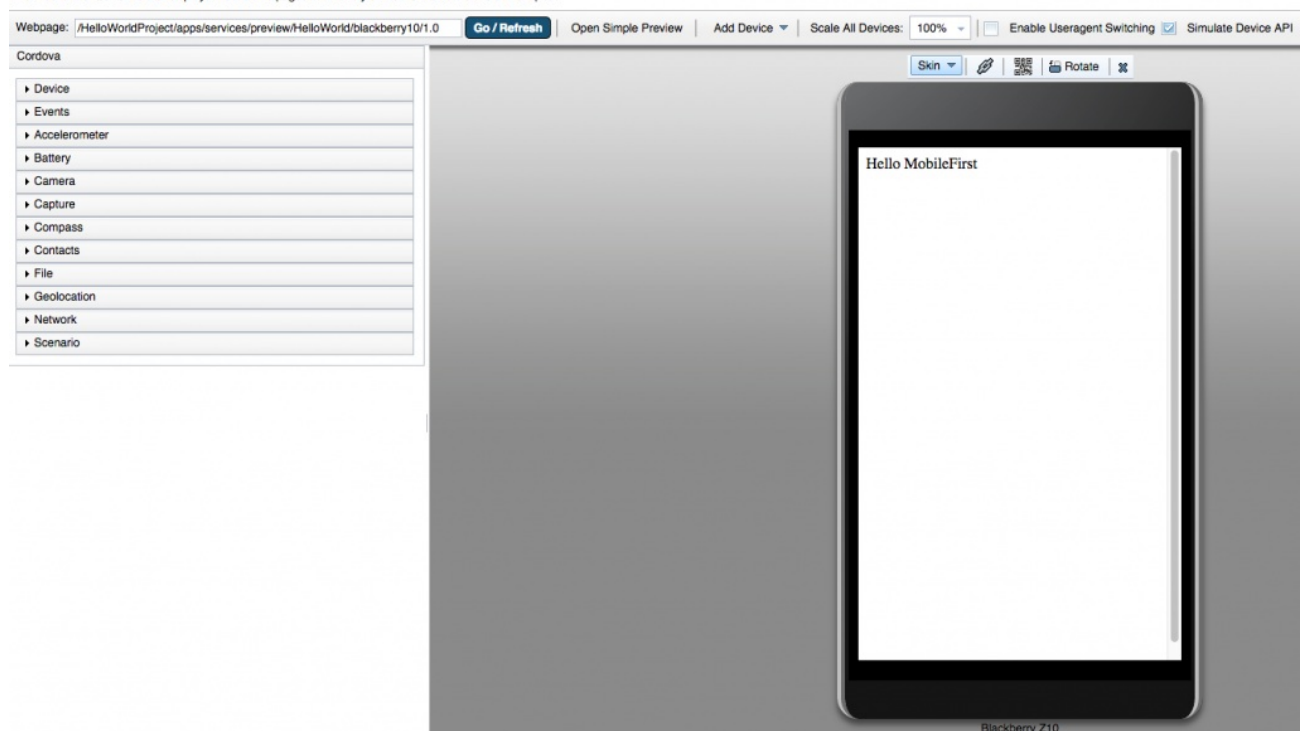 Webpage: /HelloWorldProject/apps/services/preview/HelloWorld/blackberry10/1.0 Go / Refresh Open Simple Preview Add Device Scale All Devices: 100% Enable Useragent Switching Simulate Device API
Cordova
Skin Rotate
Device
Events
Accelerometer
Battery
Camera
Capture
Compass
Contacts
File
Geolocation
Network
Scenario
Hello MobileFirst
Blackberry Z10